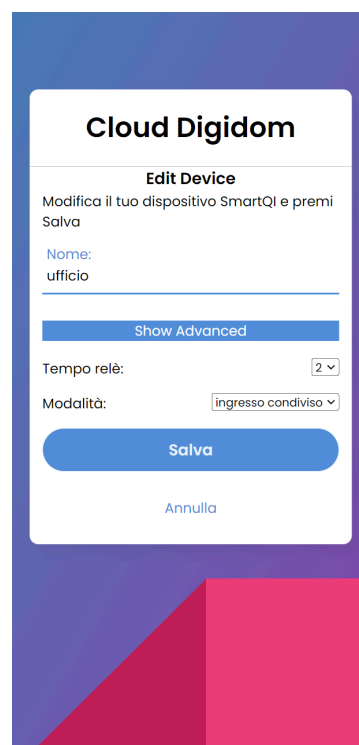 Cloud Digidom
Edit Device
Modifica il tuo dispositivo SmartQI e premi
Salva
Nome:
ufficio
Show Advanced
Tempo relè: 2
Modalità: ingresso condiviso
Salva
Annulla